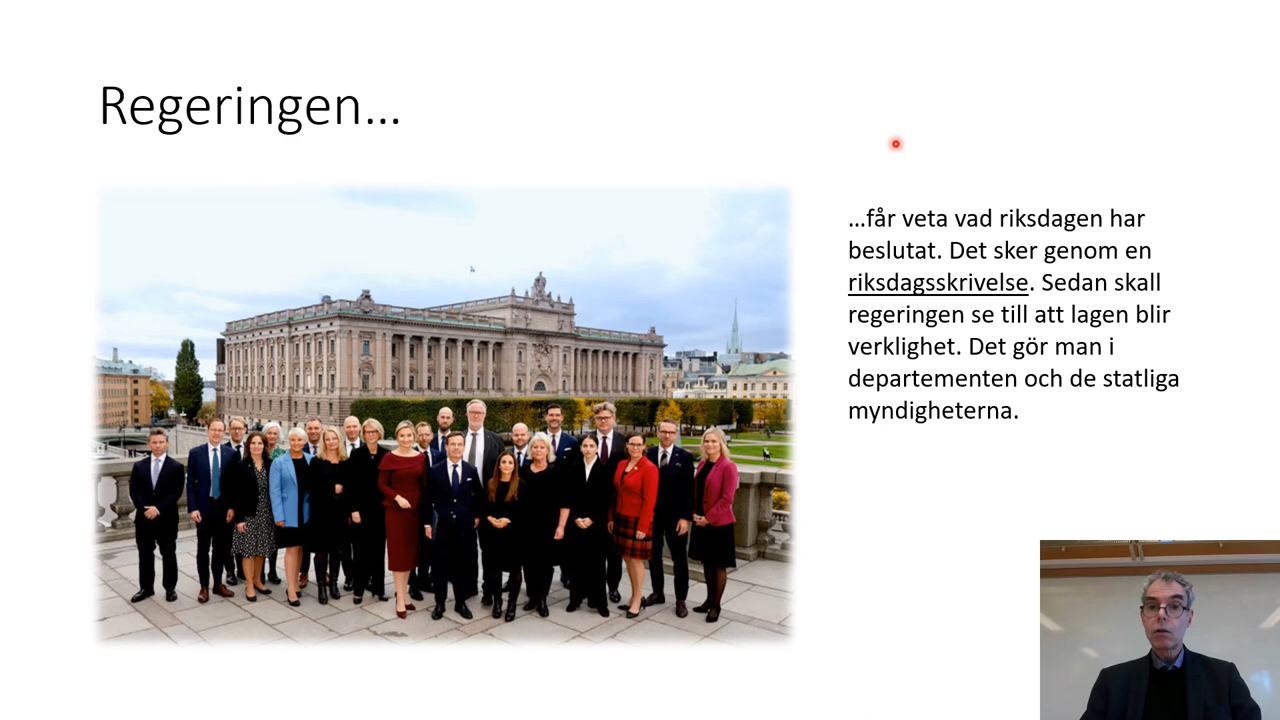 Regeringen...
...får veta vad riksdagen har
beslutat. Det sker genom en
riksdagsskrivelse. Sedan skall
regeringen se till att lagen blir
verklighet. Det gör man i
departementen och de statliga
myndigheterna.